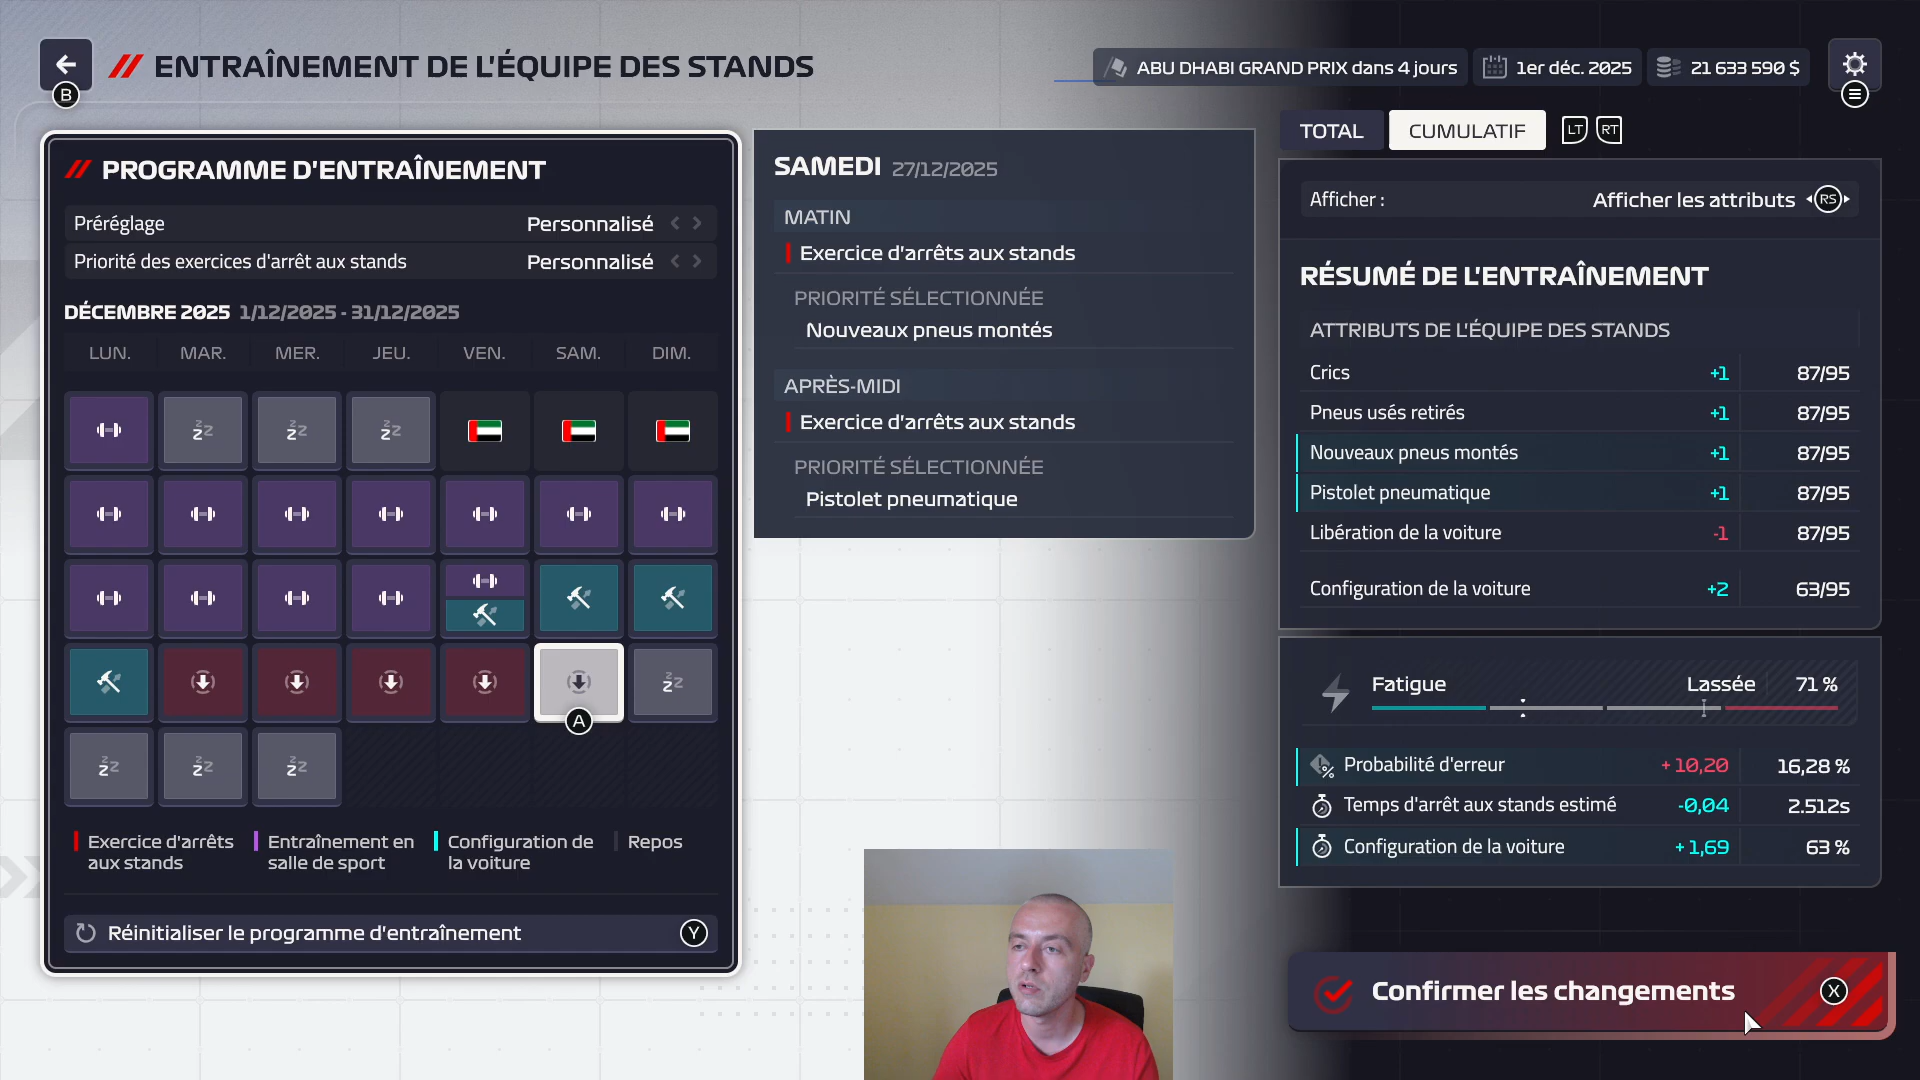 ENTRAÎNEMENT DE L'ÉQUIPE DES STANDS
B
ABU DHABI GRAND PRIX dans 4 jours
1er déc. 2025
21 633 590 $
PROGRAMME D'ENTRAÎNEMENT
Préréglage Personnalisé
Priorité des exercices d'arrêt aux stands Personnalisé
DÉCEMBRE 2025 1/12/2025 - 31/12/2025
LUN. MAR. MER. JEU. VEN. SAM. DIM.
zz zz zz
A
zz
zz zz zz
Exercice d'arrêts aux stands
Entraînement en salle de sport
Configuration de la voiture
Repos
Réinitialiser le programme d'entraînement Y
SAMEDI 27/12/2025
MATIN
Exercice d'arrêts aux stands
PRIORITÉ SÉLECTIONNÉE
Nouveaux pneus montés
APRÈS-MIDI
Exercice d'arrêts aux stands
PRIORITÉ SÉLECTIONNÉE
Pistolet pneumatique
TOTAL CUMULATIF LT RT
Afficher : Afficher les attributs RS
RÉSUMÉ DE L'ENTRAÎNEMENT
ATTRIBUTS DE L'ÉQUIPE DES STANDS
Crics +1 87/95
Pneus usés retirés +1 87/95
Nouveaux pneus montés +1 87/95
Pistolet pneumatique +1 87/95
Libération de la voiture -1 87/95
Configuration de la voiture +2 63/95
Fatigue Lassée 71 %
Probabilité d'erreur + 10,20 16,28 %
Temps d'arrêt aux stands estimé -0,04 2.512s
Configuration de la voiture + 1,69 63 %
Confirmer les changements X